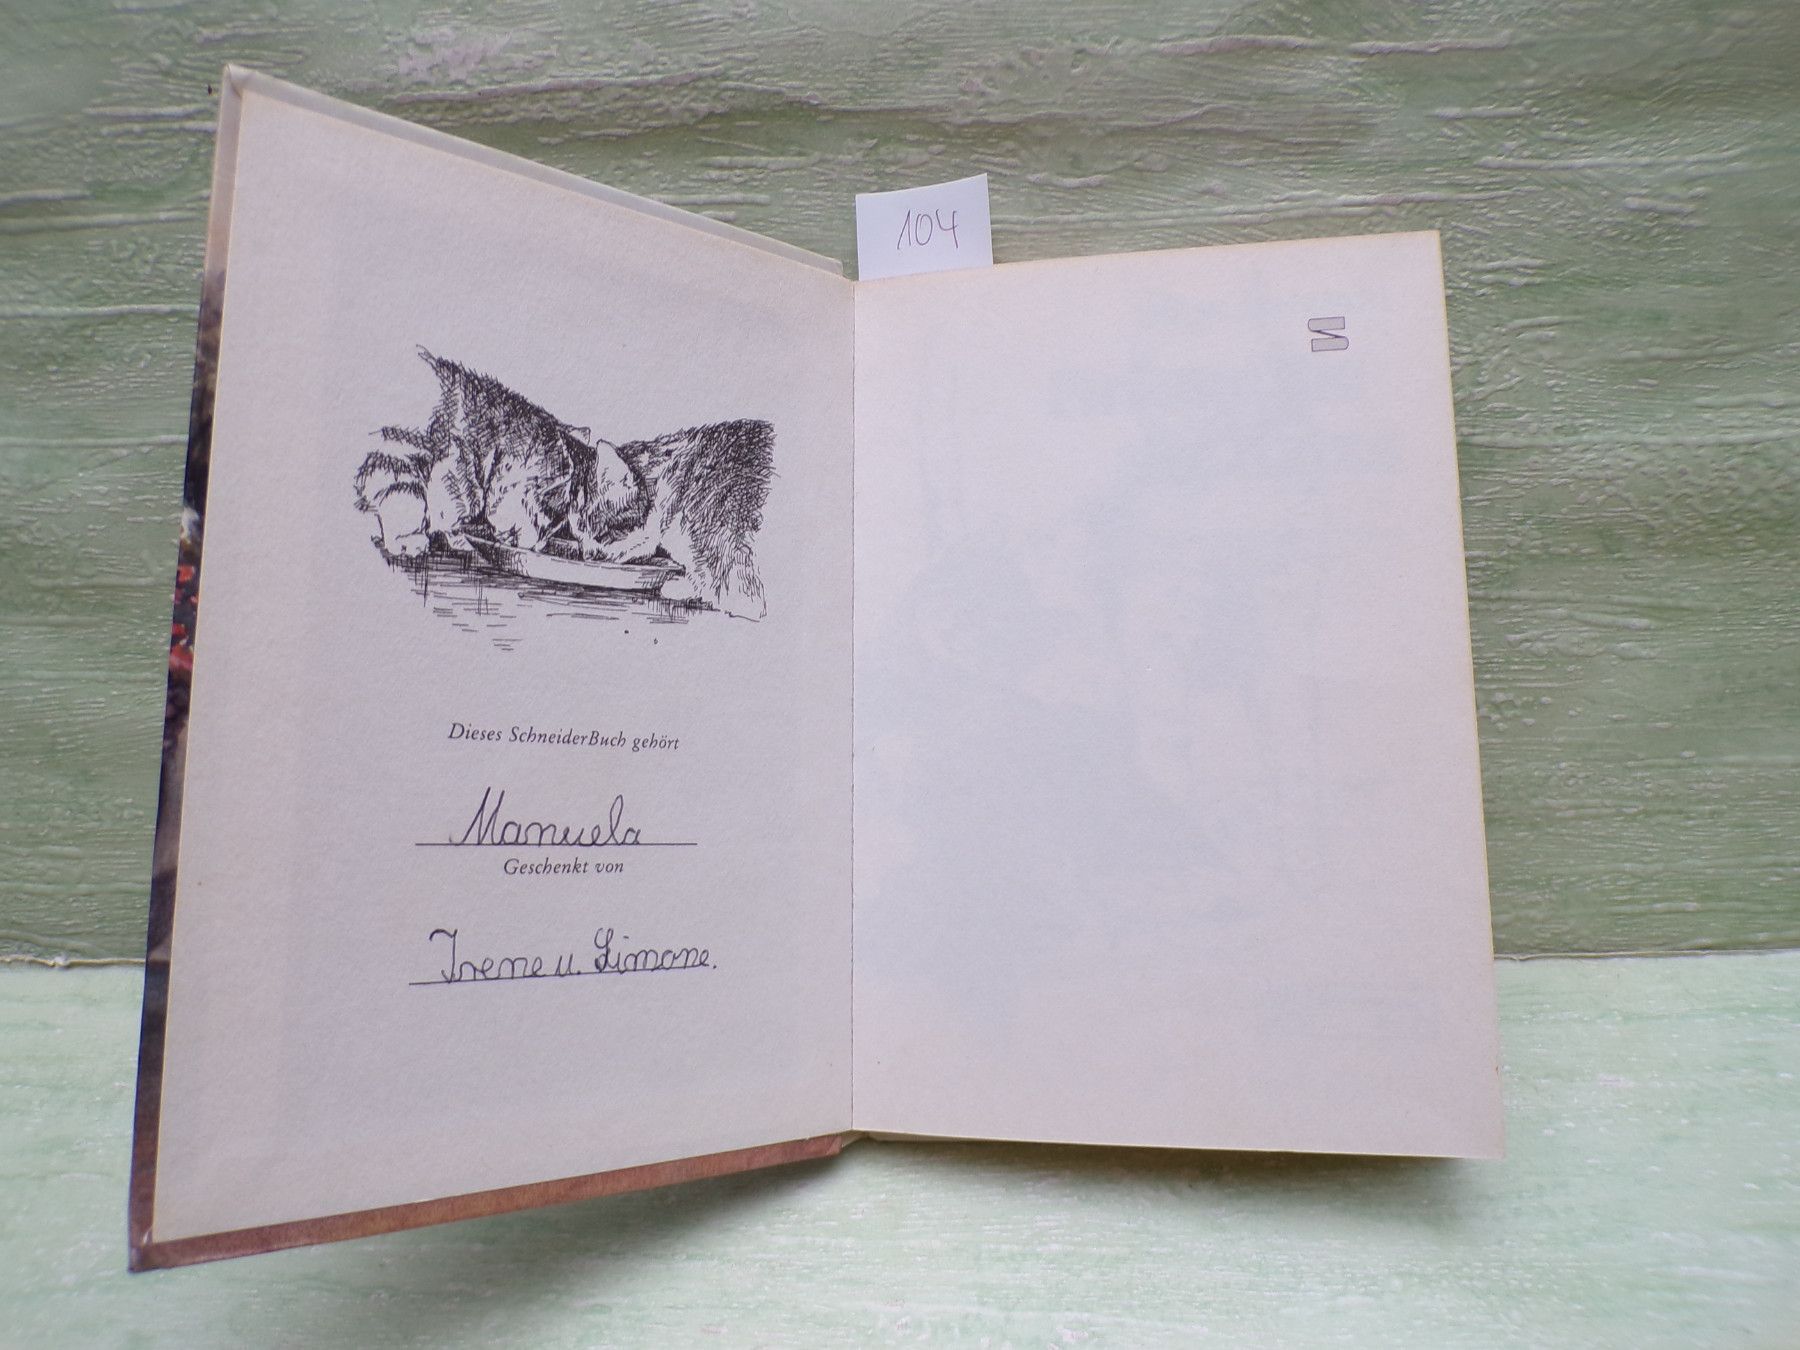 104
Dieses SchneiderBuch gehört
Manuela
Geschenkt von
Irene u. Simone.